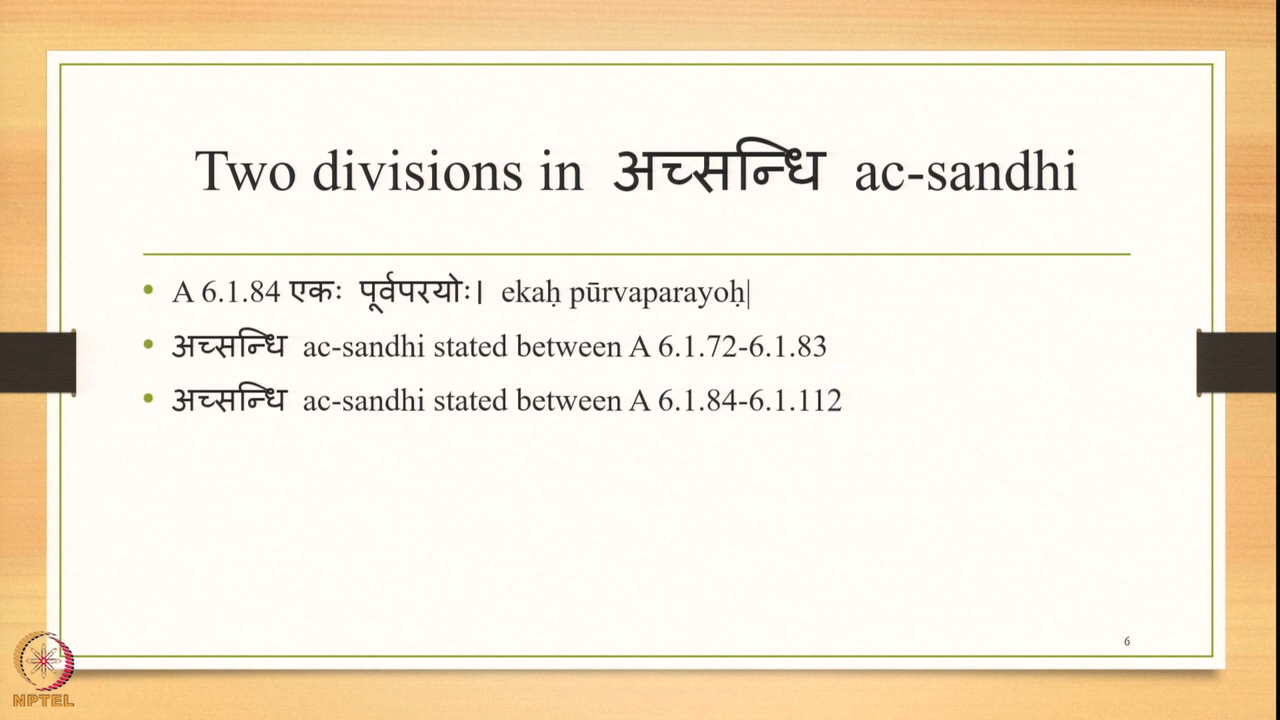 Two divisions in अच्सन्धि ac-sandhi
• A 6.1.84 एकः पूर्वपरयोः। ekaḥ pūrvaparayoḥ|
• अच्सन्धि ac-sandhi stated between A 6.1.72-6.1.83
• अच्सन्धि ac-sandhi stated between A 6.1.84-6.1.112
6
NPTEL